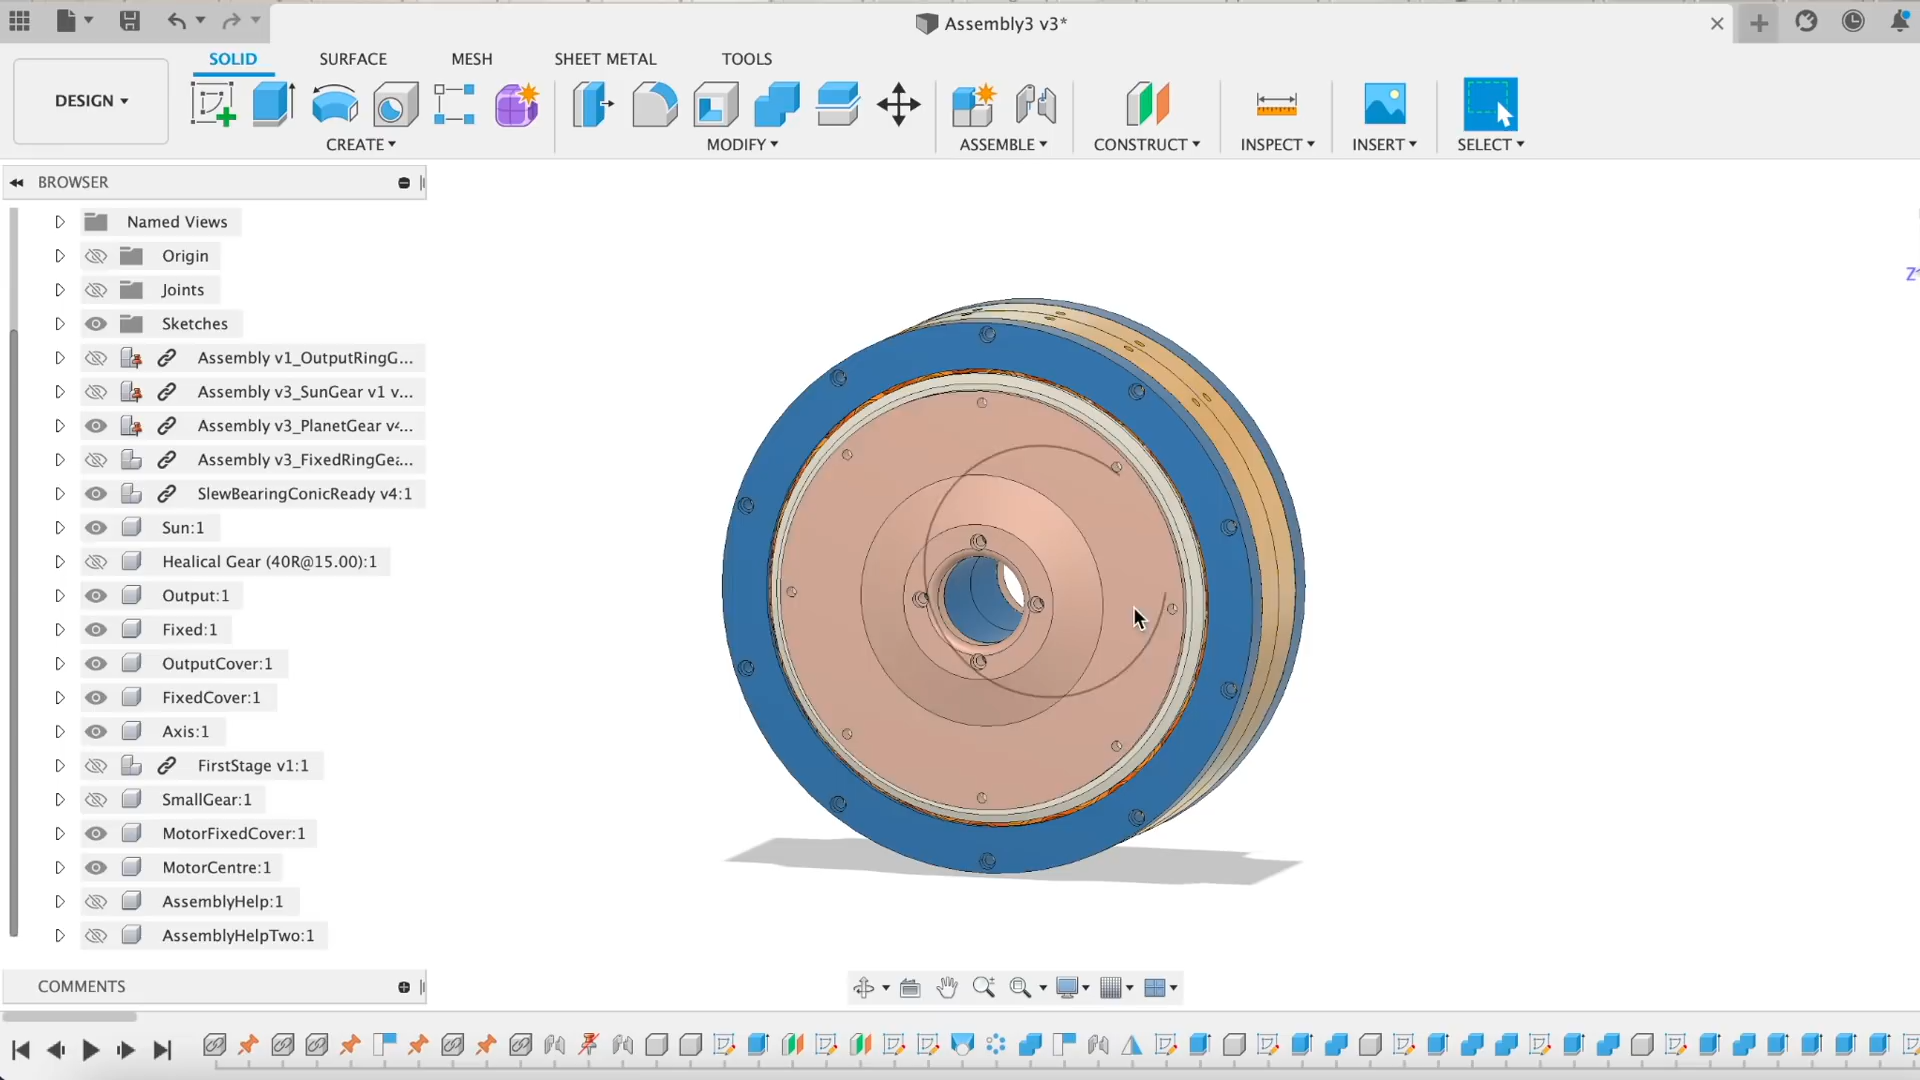 Assembly3 v3*
SOLID SURFACE MESH SHEET METAL TOOLS
DESIGN
CREATE MODIFY ASSEMBLE CONSTRUCT INSPECT INSERT SELECT
BROWSER
Named Views
Origin
Joints
Sketches
Assembly v1_OutputRingG...
Assembly v3_SunGear v1 v...
Assembly v3_PlanetGear v4...
Assembly v3_FixedRingGea...
SlewBearingConicReady v4:1
Sun:1
Healical Gear (40R@15.00):1
Output:1
Fixed:1
OutputCover:1
FixedCover:1
Axis:1
FirstStage v1:1
SmallGear:1
MotorFixedCover:1
MotorCentre:1
AssemblyHelp:1
AssemblyHelpTwo:1
COMMENTS
Z